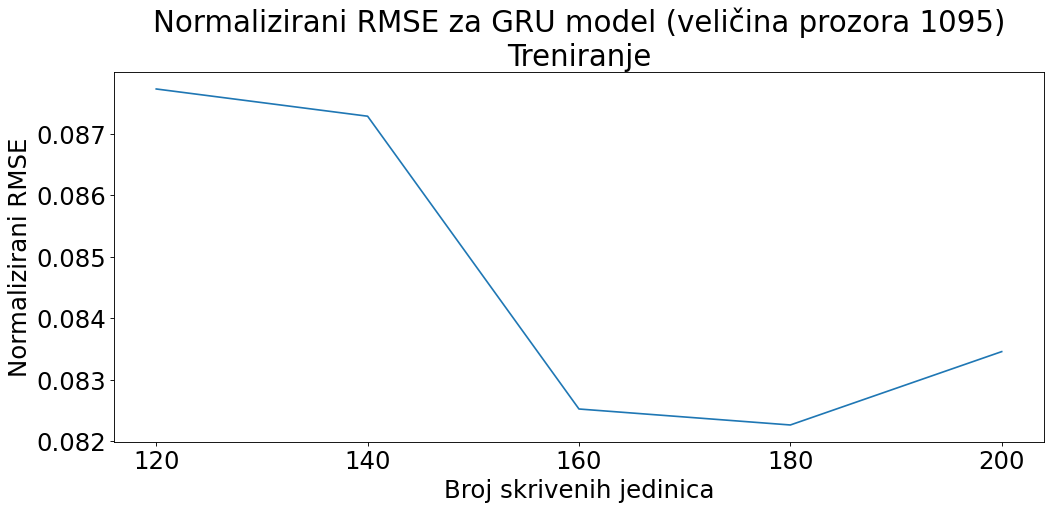 Normalizirani RMSE za GRU model (veličina prozora 1095)
Treniranje
Normalizirani RMSE
0.087
0.086
0.085
0.084
0.083
0.082
120 140 160 180 200
Broj skrivenih jedinica